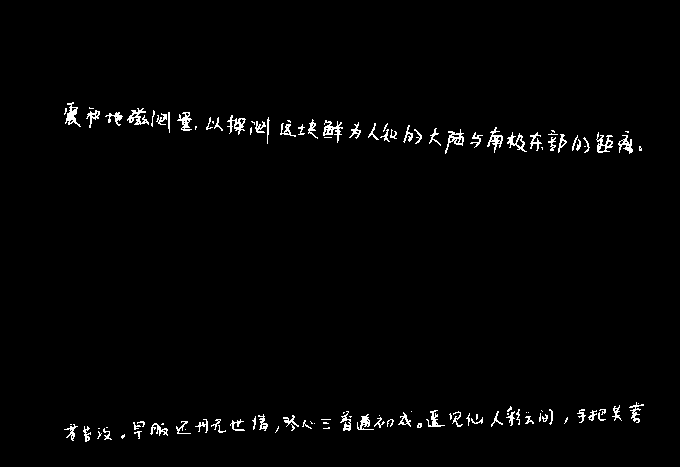 震和地磁测量,以探测这块鲜为人知的大陆与南极东部的距离。
苍苔没。早服还丹无世情,琴心三叠道初成。遥见仙人彩云间,手把芙蓉